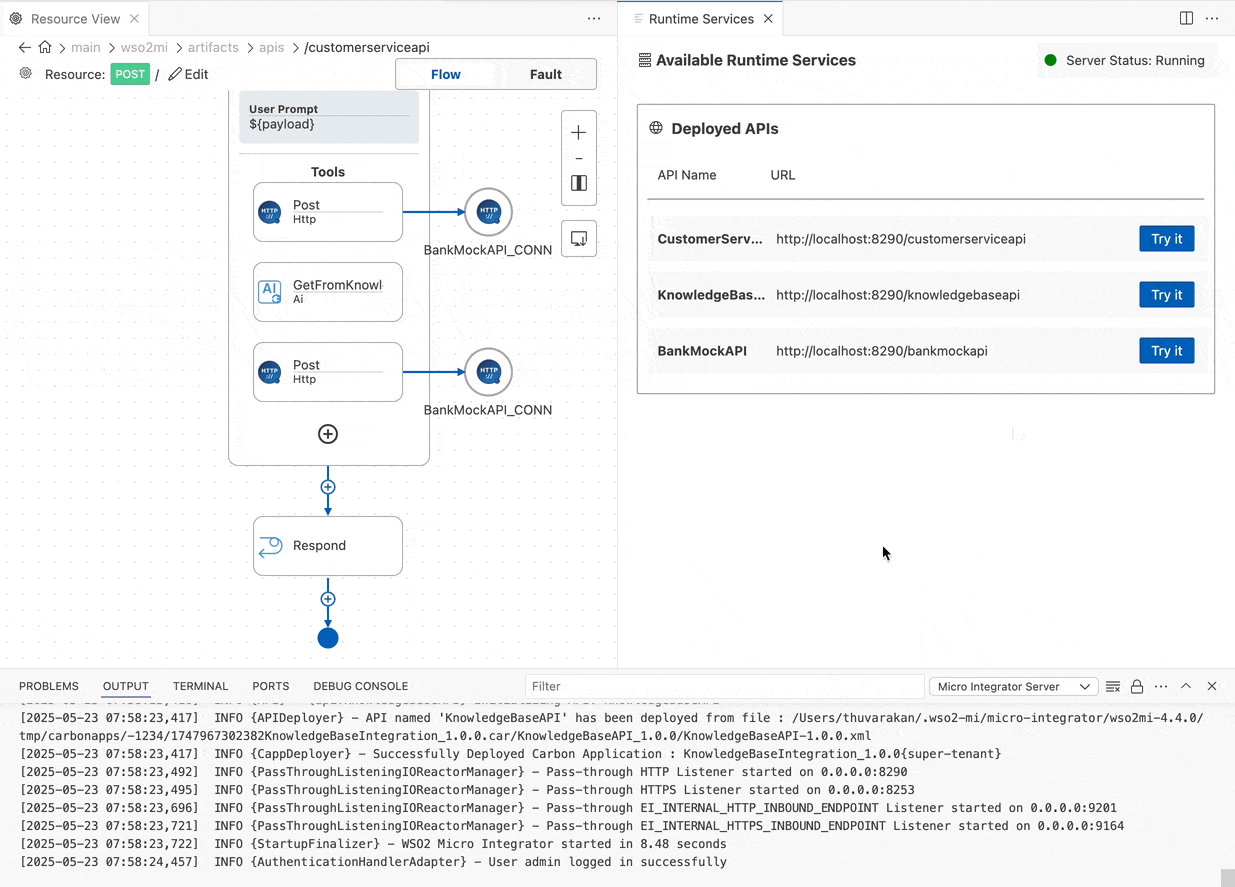 Resource View
main > wso2mi > artifacts > apis > /customerserviceapi
Resource: POST / Edit
Flow
Fault
User Prompt
${payload}
Tools
HTTP ://
Post
Http
HTTP ://
BankMockAPI_CONN
AI
GetFromKnowl
Ai
HTTP ://
Post
Http
HTTP ://
BankMockAPI_CONN
Respond
Runtime Services
Available Runtime Services
Server Status: Running
Deployed APIs
API Name URL
CustomerServ... http://localhost:8290/customerserviceapi Try it
KnowledgeBas... http://localhost:8290/knowledgebaseapi Try it
BankMockAPI http://localhost:8290/bankmockapi Try it
PROBLEMS OUTPUT TERMINAL PORTS DEBUG CONSOLE Filter Micro Integrator Server
[2025-05-23 07:58:23,417] INFO {APIDeployer} - API named 'KnowledgeBaseAPI' has been deployed from file : /Users/thuvarakan/.wso2-mi/micro-integrator/wso2mi-4.4.0/
tmp/carbonapps/-1234/1747967302382KnowledgeBaseIntegration_1.0.0.car/KnowledgeBaseAPI_1.0.0/KnowledgeBaseAPI-1.0.0.xml
[2025-05-23 07:58:23,417] INFO {CappDeployer} - Successfully Deployed Carbon Application : KnowledgeBaseIntegration_1.0.0{super-tenant}
[2025-05-23 07:58:23,492] INFO {PassThroughListeningIOReactorManager} - Pass-through HTTP Listener started on 0.0.0.0:8290
[2025-05-23 07:58:23,495] INFO {PassThroughListeningIOReactorManager} - Pass-through HTTPS Listener started on 0.0.0.0:8253
[2025-05-23 07:58:23,696] INFO {PassThroughListeningIOReactorManager} - Pass-through EI_INTERNAL_HTTP_INBOUND_ENDPOINT Listener started on 0.0.0.0:9201
[2025-05-23 07:58:23,721] INFO {PassThroughListeningIOReactorManager} - Pass-through EI_INTERNAL_HTTPS_INBOUND_ENDPOINT Listener started on 0.0.0.0:9164
[2025-05-23 07:58:23,722] INFO {StartupFinalizer} - WSO2 Micro Integrator started in 8.48 seconds
[2025-05-23 07:58:24,457] INFO {AuthenticationHandlerAdapter} - User admin logged in successfully